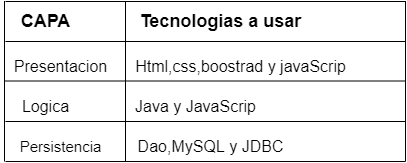 CAPA Tecnologias a usar
Presentacion Html,css,boostrad y javaScrip
Logica Java y JavaScrip
Persistencia Dao,MySQL y JDBC